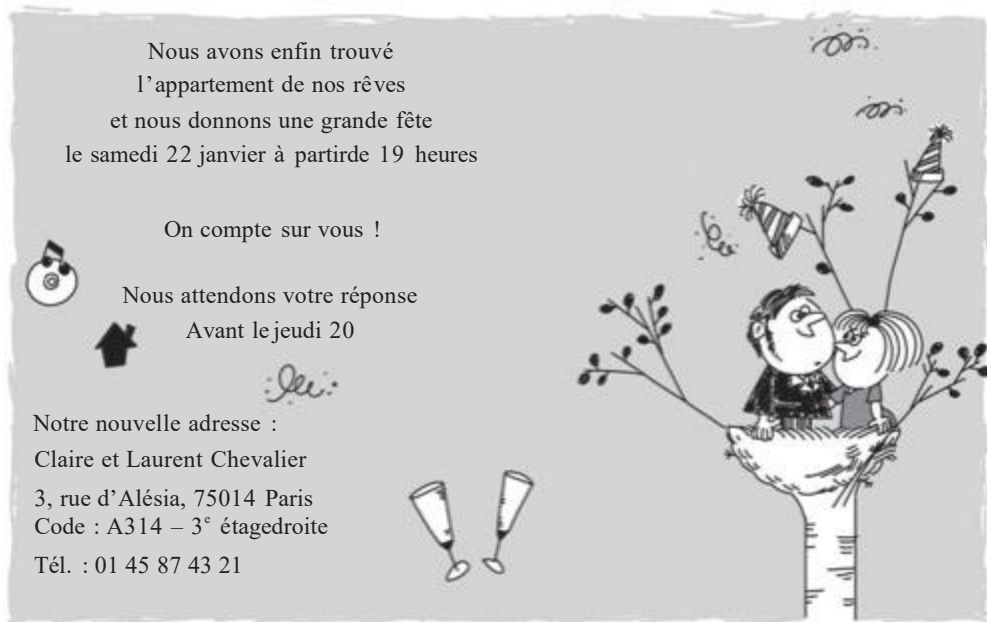 Nous avons enfin trouvé
l'appartement de nos rêves
et nous donnons une grande fête
le samedi 22 janvier à partirde 19 heures
On compte sur vous !
Nous attendons votre réponse
Avant le jeudi 20
Notre nouvelle adresse :
Claire et Laurent Chevalier
3, rue d'Alésia, 75014 Paris
Code : A314 – 3e étagedroite
Tél. : 01 45 87 43 21